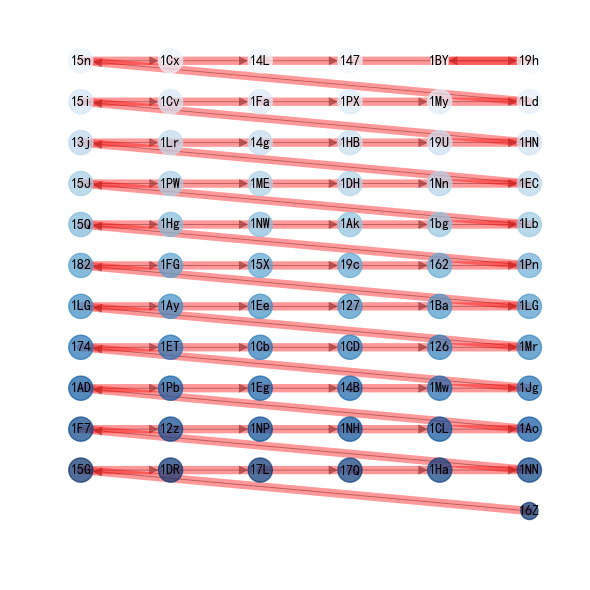 15n 1Cx 14L 147 1BY 19h
15i 1Cv 1Fa 1PX 1My 1Ld
13j 1Lr 14g 1HB 19U 1HN
15J 1PW 1ME 1DH 1Nn 1EC
15Q 1Hg 1NW 1Ak 1bg 1Lb
182 1FG 15X 19c 162 1Pn
1LG 1Ay 1Ee 127 1Ba 1LG
174 1ET 1Cb 1CD 126 1Mr
1AD 1Pb 1Eg 14B 1Mw 1Jg
1F7 12z 1NP 1NH 1CL 1Ao
15G 1DR 17L 17Q 1Ha 1NN
16Z